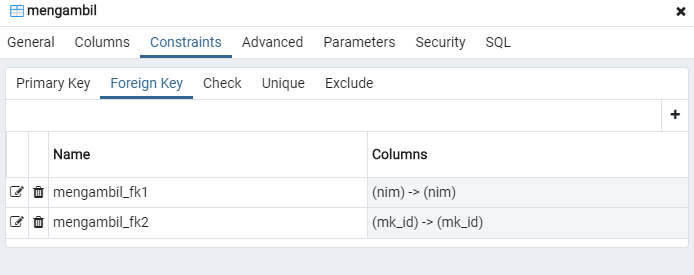 mengambil
General Columns Constraints Advanced Parameters Security SQL
Primary Key Foreign Key Check Unique Exclude
Name Columns
mengambil_fk1 (nim) -> (nim)
mengambil_fk2 (mk_id) -> (mk_id)